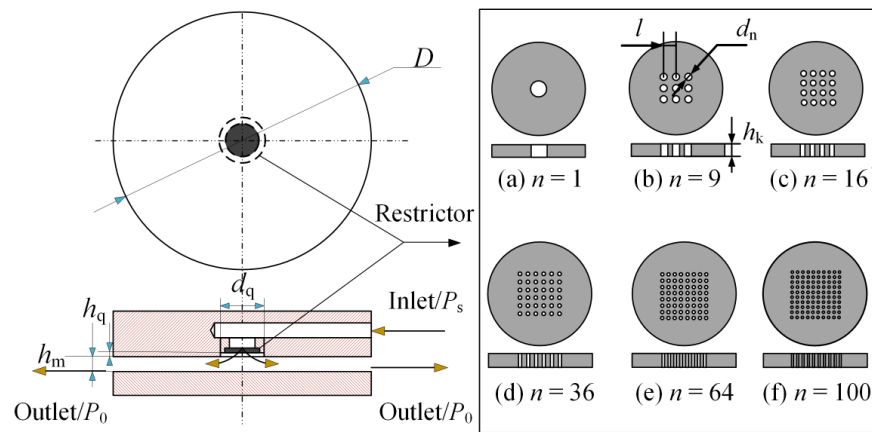 D
Restrictor
d_q
h_q
Inlet/P_s
h_m
Outlet/P_0
Outlet/P_0
l
d_n
h_k
(a) n = 1
(b) n = 9
(c) n = 16
(d) n = 36
(e) n = 64
(f) n = 100